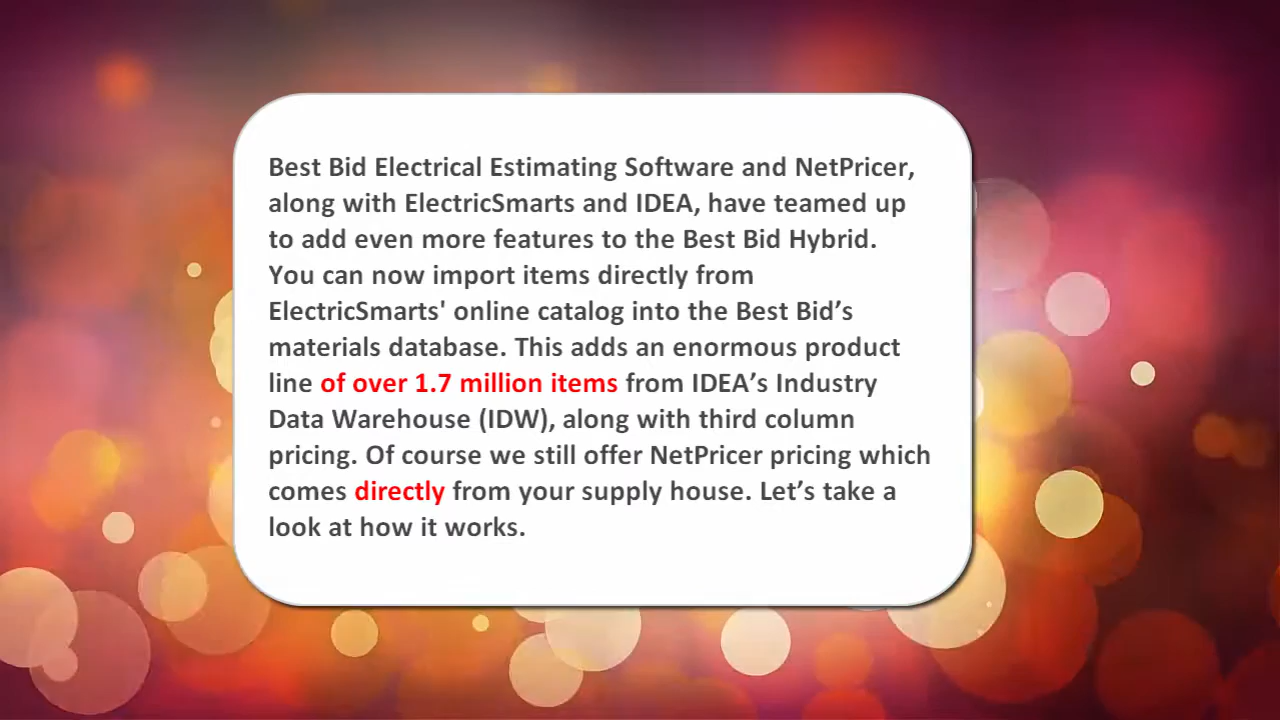 Best Bid Electrical Estimating Software and NetPricer,
along with ElectricSmarts and IDEA, have teamed up
to add even more features to the Best Bid Hybrid.
You can now import items directly from
ElectricSmarts' online catalog into the Best Bid’s
materials database. This adds an enormous product
line of over 1.7 million items from IDEA’s Industry
Data Warehouse (IDW), along with third column
pricing. Of course we still offer NetPricer pricing which
comes directly from your supply house. Let’s take a
look at how it works.